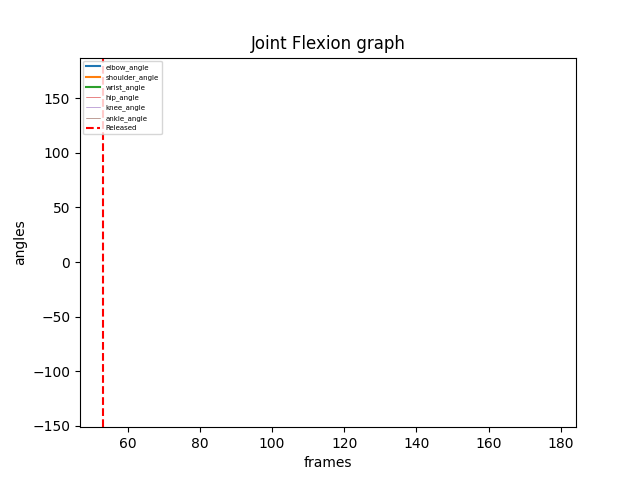 Joint Flexion graph
elbow_angle
shoulder_angle
wrist_angle
hip_angle
knee_angle
ankle_angle
Released
angles
150
100
50
0
−50
−100
−150
60 80 100 120 140 160 180
frames